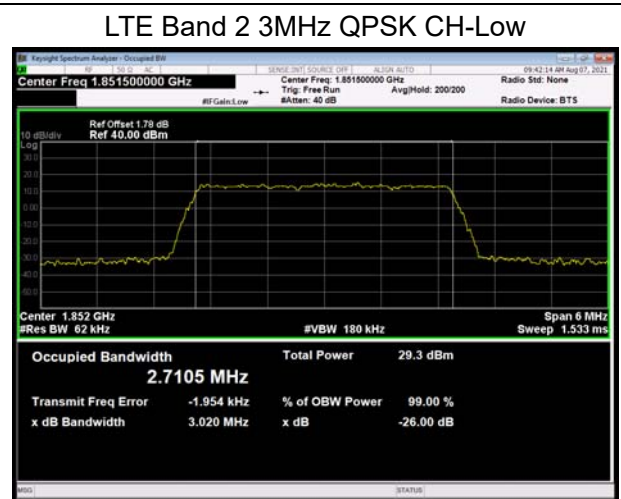 LTE Band 2 3MHz QPSK CH-Low
Keysight Spectrum Analyzer - Occupied BW
RF 50 Ω AC SENSE:INT SOURCE OFF ALIGN AUTO 09:42:14 AM Aug 07, 2021
Center Freq 1.851500000 GHz Center Freq: 1.851500000 GHz Radio Std: None
Trig: Free Run Avg|Hold: 200/200
#IFGain:Low #Atten: 40 dB Radio Device: BTS
Ref Offset 1.78 dB
10 dB/div Ref 40.00 dBm
Log
30.0
20.0
10.0
0.00
-10.0
-20.0
-30.0
-40.0
-50.0
Center 1.852 GHz Span 6 MHz
#Res BW 62 kHz #VBW 180 kHz Sweep 1.533 ms
Occupied Bandwidth Total Power 29.3 dBm
2.7105 MHz
Transmit Freq Error -1.954 kHz % of OBW Power 99.00 %
x dB Bandwidth 3.020 MHz x dB -26.00 dB
MSG STATUS